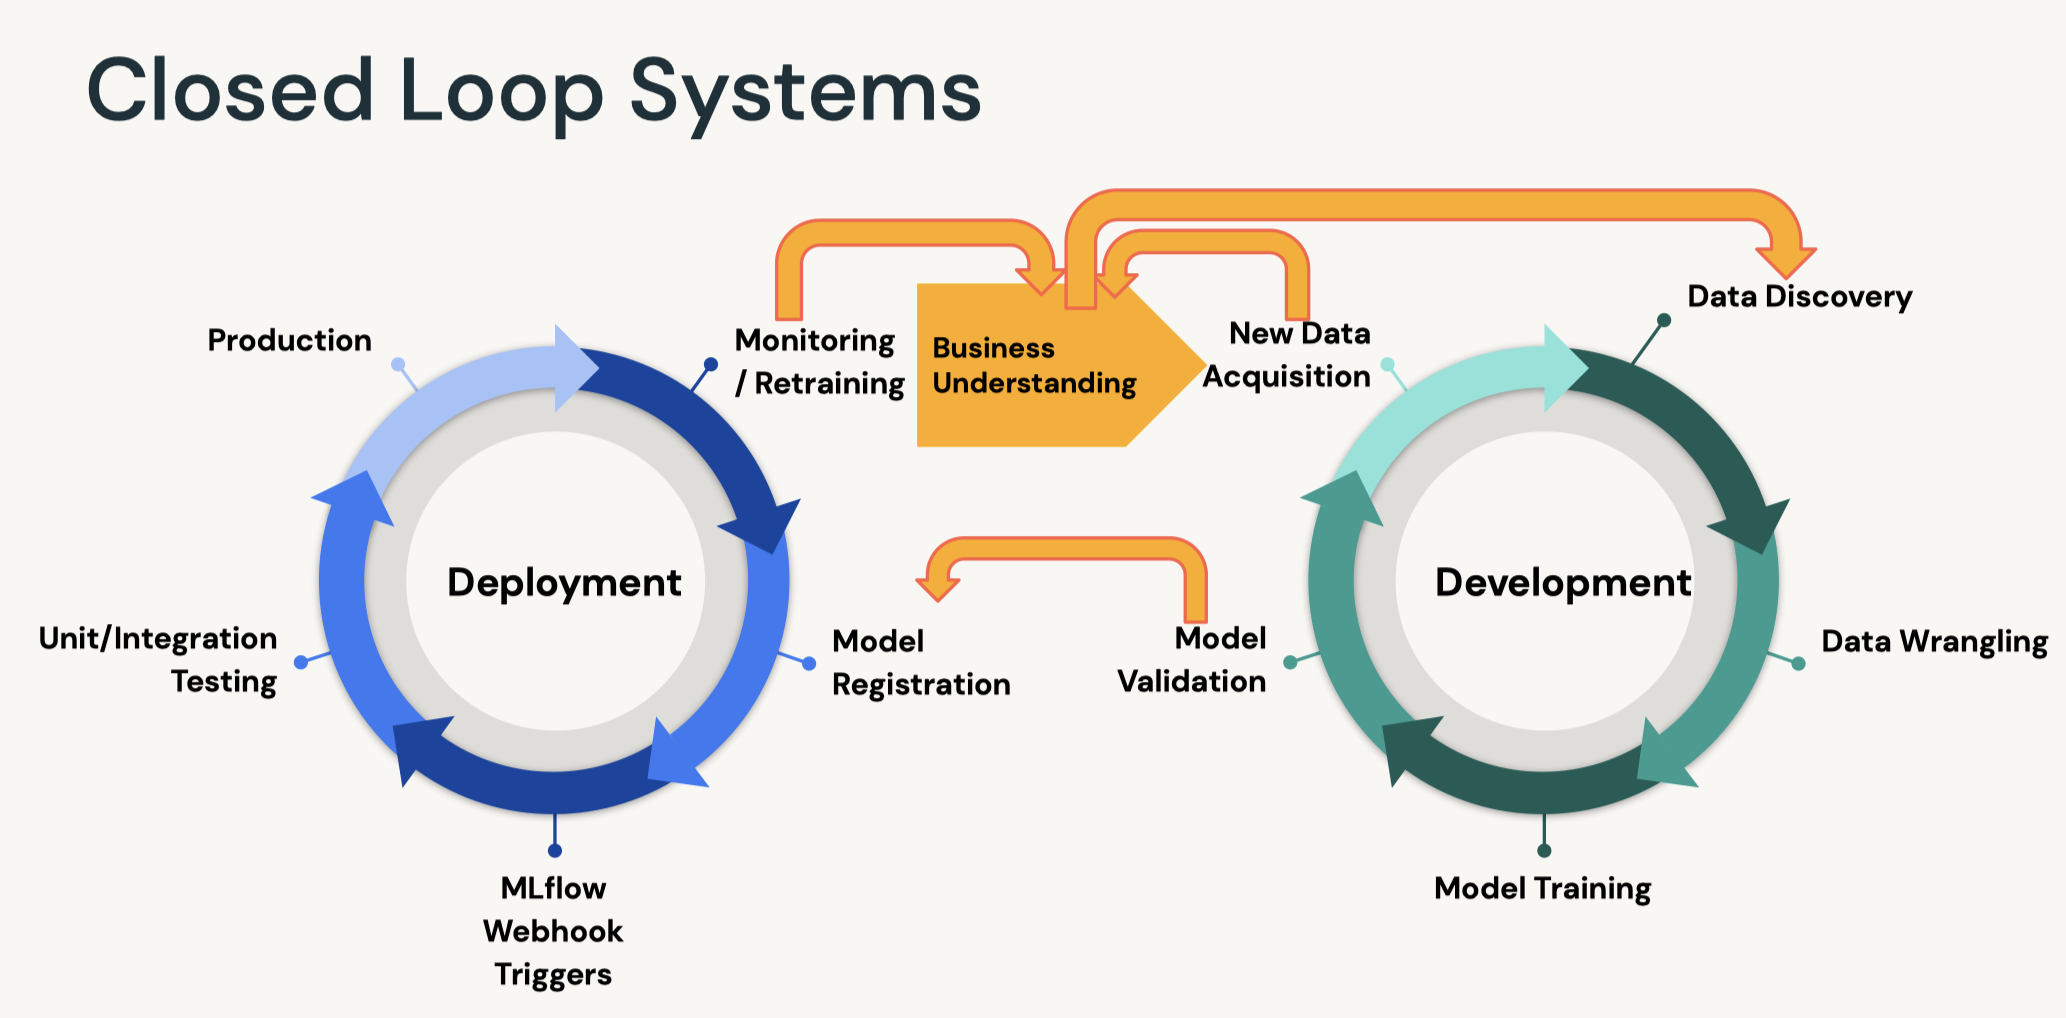 Closed Loop Systems
Production
Monitoring
/ Retraining
Business
Understanding
New Data
Acquisition
Data Discovery
Deployment
Development
Unit/Integration
Testing
Model
Registration
Model
Validation
Data Wrangling
MLflow
Webhook
Triggers
Model Training